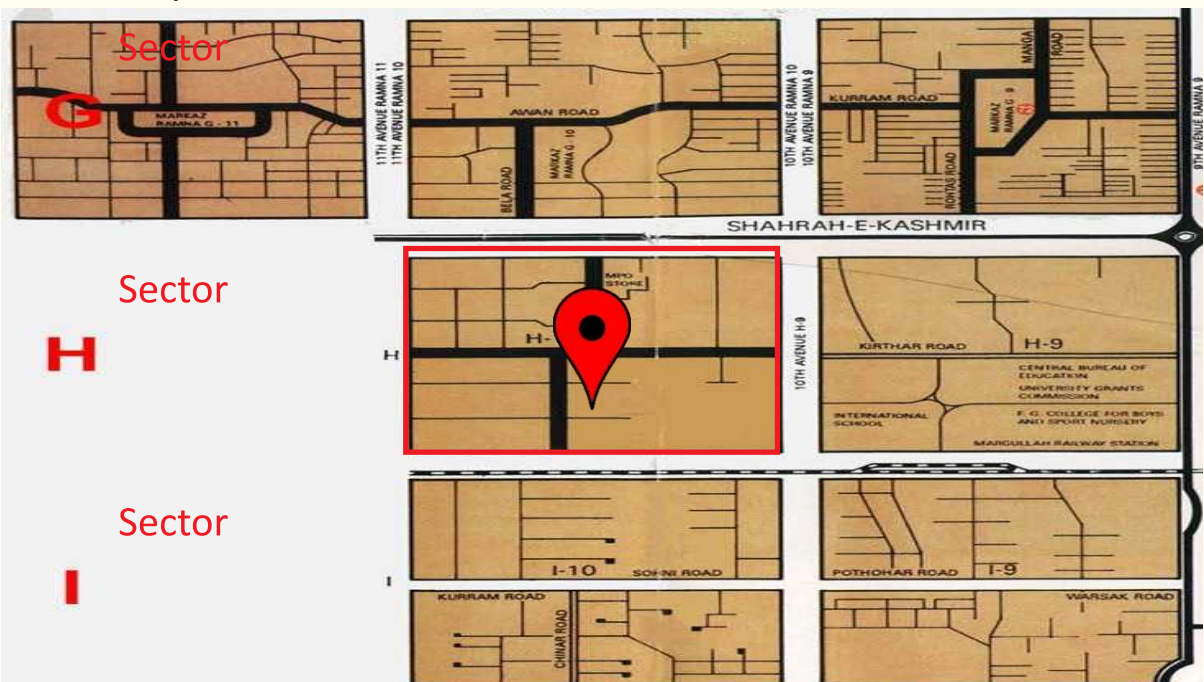 Sector
G
MARKAZ
RAMNA G - 11
11TH AVENUE RAMNA 11
11TH AVENUE RAMNA 10
AWAN ROAD
BELA ROAD
MARKAZ
RAMNA G - 10
10TH AVENUE RAMNA 10
10TH AVENUE RAMNA 9
KURRAM ROAD
MANGA
ROAD
MARKAZ
RAMNA G - 9
ROHTAS ROAD
9TH AVENUE RAMNA 9
SHAHRAH-E-KASHMIR
Sector
H
H
MPO
STORE
H-
10TH AVENUE H-9
KIRTHAR ROAD
H-9
CENTRAL BUREAU OF
EDUCATION
UNIVERSITY GRANTS
COMMISSION
INTERNATIONAL
SCHOOL
F. G. COLLEGE FOR BOYS
AND SPORT NURSERY
MARGULLAH RAILWAY STATION
Sector
I
I
I-10
SOHNI ROAD
POTHOHAR ROAD
I-9
KURRAM ROAD
CHINAR ROAD
WARSAK ROAD